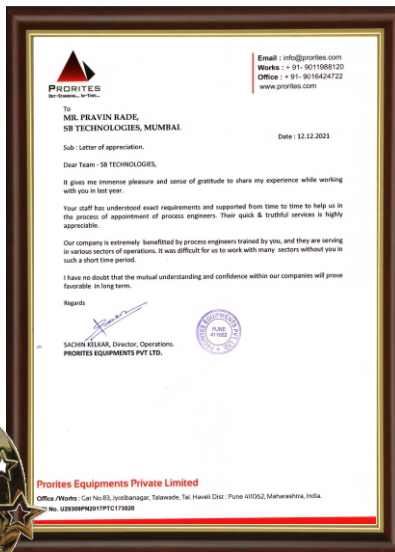 PRORITES
Out-Standing... In-Time...
Email : info@prorites.com
Works : + 91- 9011988120
Office : + 91- 9016424722
www.prorites.com
To
MR. PRAVIN RADE,
SB TECHNOLOGIES, MUMBAI.
Date : 12.12.2021
Sub : Letter of appreciation.
Dear Team - SB TECHNOLOGIES,
It gives me immense pleasure and sense of gratitude to share my experience while working
with you in last year.
Your staff has understood exact requirements and supported from time to time to help us in
the process of appointment of process engineers. Their quick & truthful services is highly
appreciable.
Our company is extremely benefitted by process engineers trained by you, and they are serving
in various sectors of operations. It was difficult for us to work with many sectors without you in
such a short time period.
I have no doubt that the mutual understanding and confidence within our companies will prove
favorable in long term.
Regards
PRORITES EQUIPMENTS PVT. LTD.
PUNE
411062
SACHIN KELKAR, Director, Operations.
PRORITES EQUIPMENTS PVT LTD.
Prorites Equipments Private Limited
Office /Works : Gat No.83, Jyotibanagar, Talawade, Tal. Haveli Dist : Pune 411062, Maharashtra, India.
No. U29309PN2017PTC173020